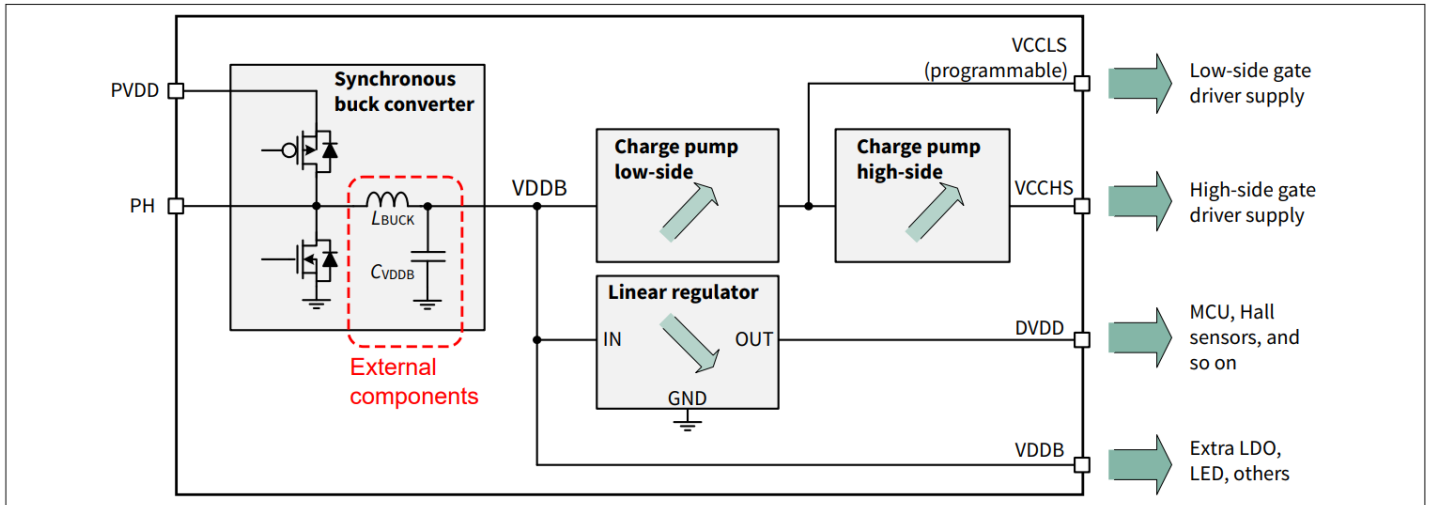 PVDD
PH
Synchronous
buck converter
LBUCK
CVDDB
External
components
VDDB
Charge pump
low-side
Charge pump
high-side
VCCLS
(programmable)
VCCHS
Linear regulator
IN
OUT
GND
DVDD
VDDB
Low-side gate
driver supply
High-side gate
driver supply
MCU, Hall
sensors, and
so on
Extra LDO,
LED, others